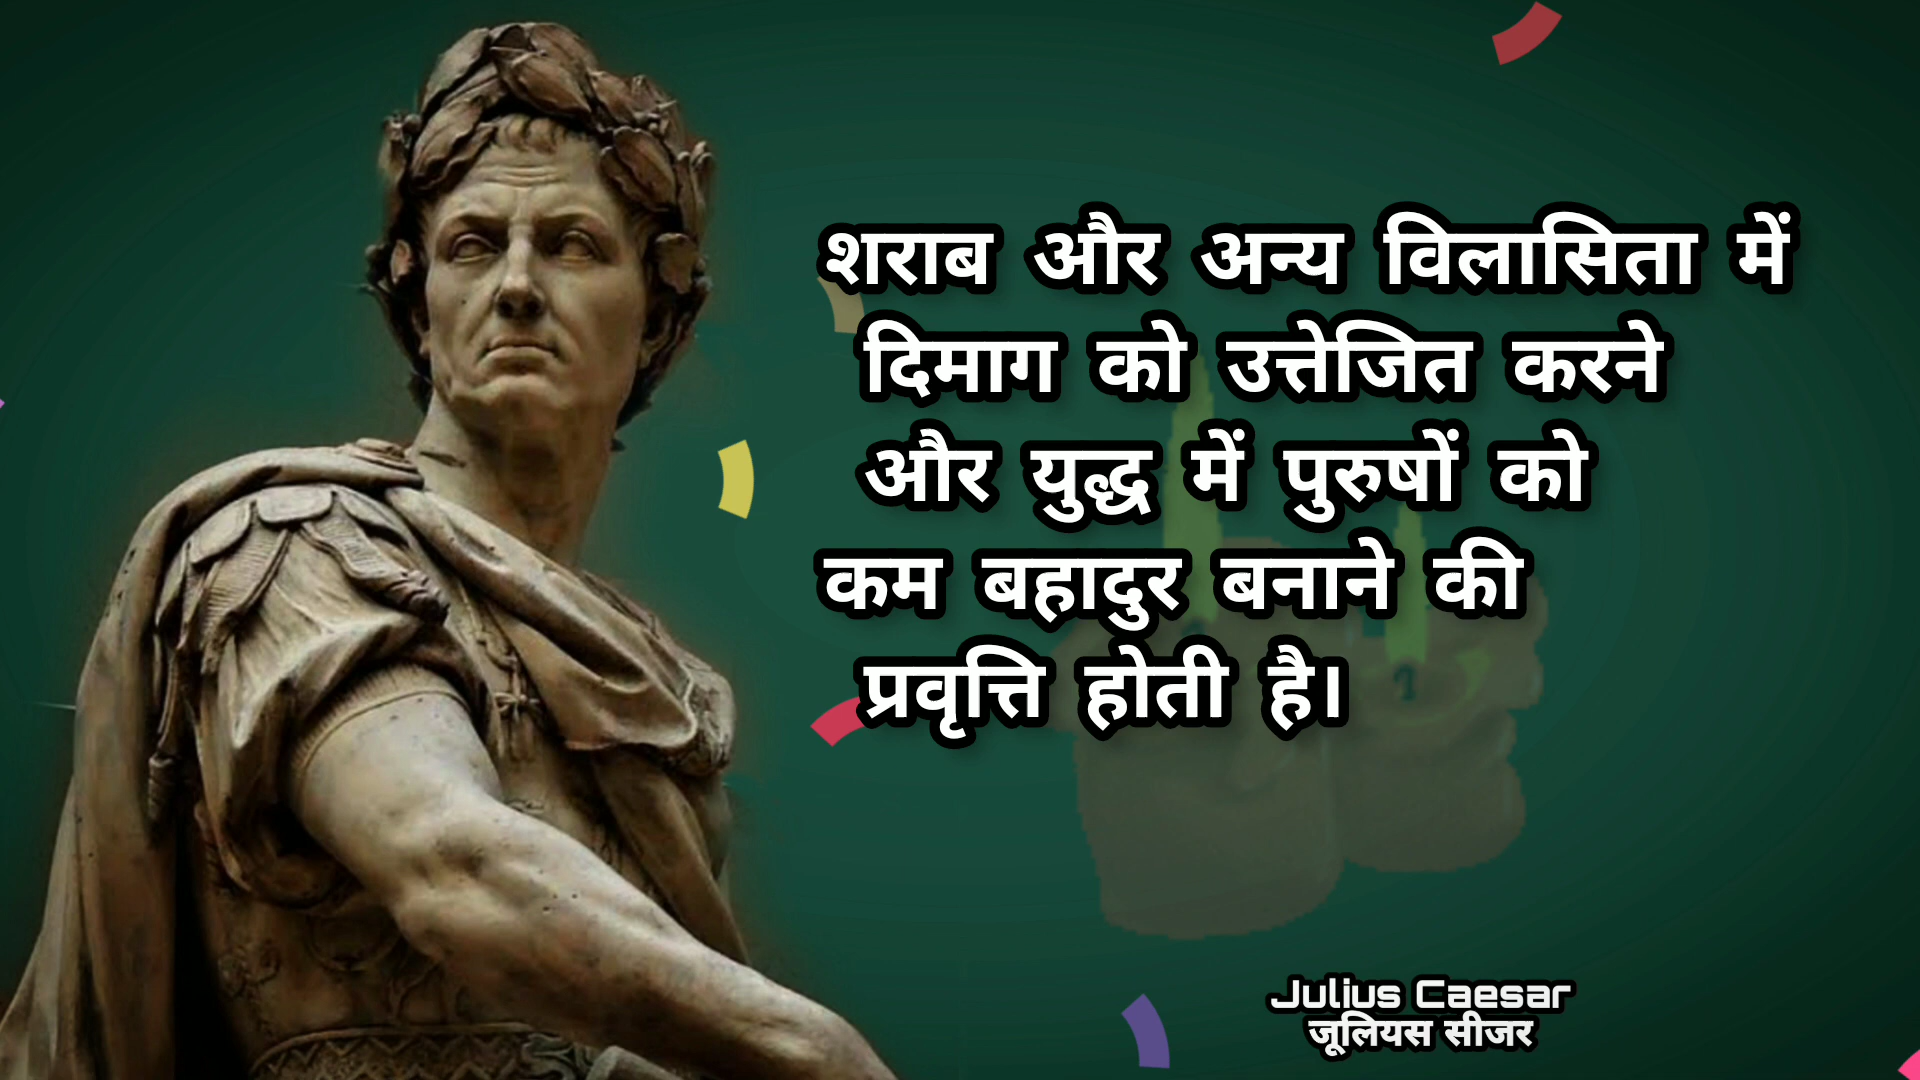 शराब और अन्य विलासिता में
दिमाग को उत्तेजित करने
और युद्ध में पुरुषों को
कम बहादुर बनाने की
प्रवृत्ति होती है।
Julius Caesar
जूलियस सीजर